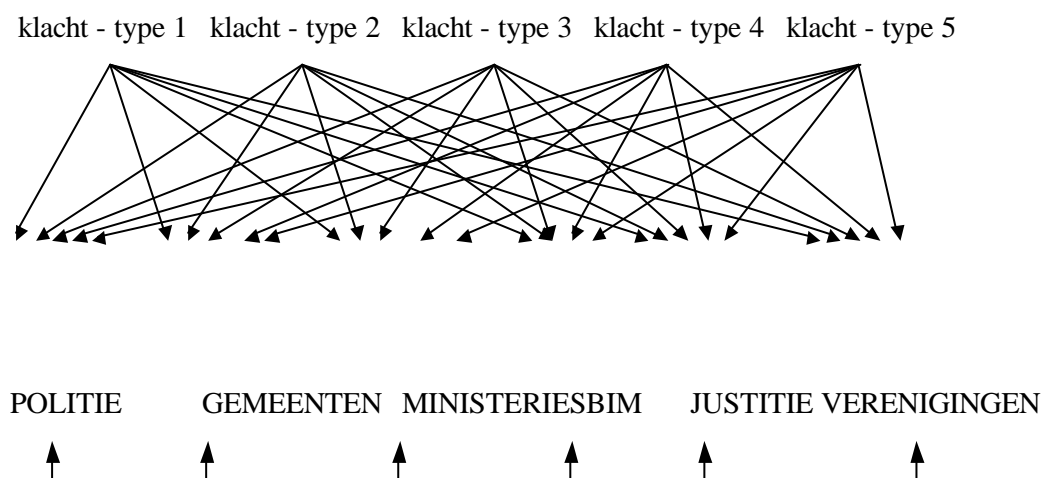 klacht - type 1 klacht - type 2 klacht - type 3 klacht - type 4 klacht - type 5
POLITIE GEMEENTEN MINISTERIESBIM JUSTITIE VERENIGINGEN